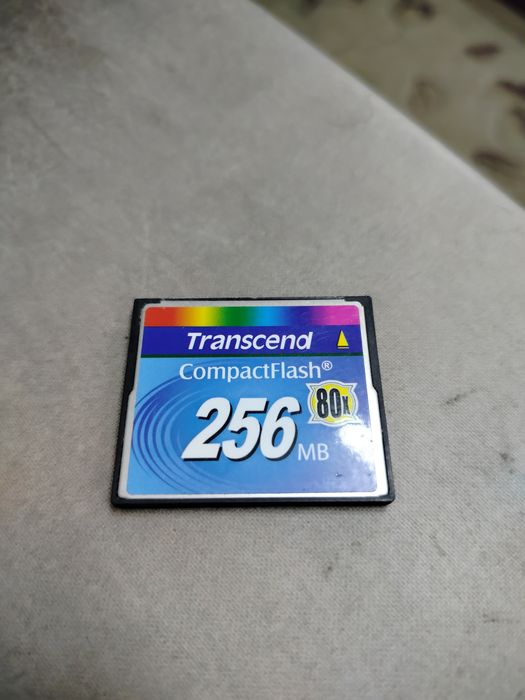 Transcend
CompactFlash®
80x
256 MB